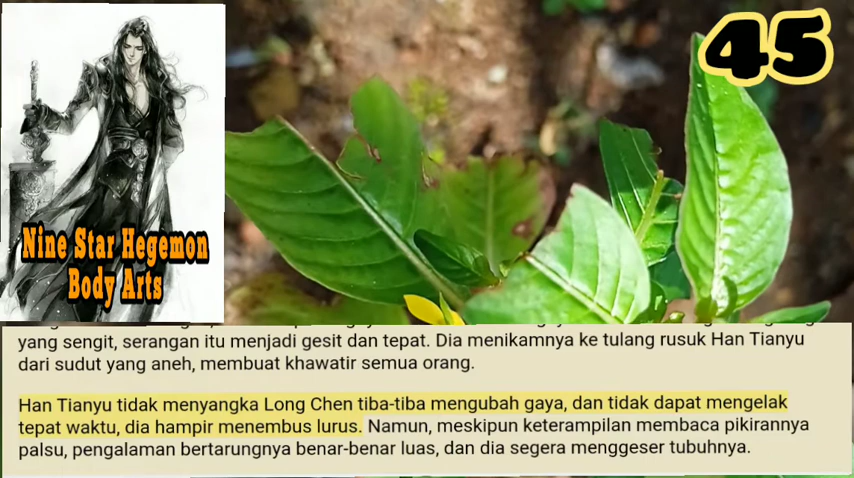 45
Nine Star Hegemon
Body Arts
yang sengit, serangan itu menjadi gesit dan tepat. Dia menikamnya ke tulang rusuk Han Tianyu
dari sudut yang aneh, membuat khawatir semua orang.
Han Tianyu tidak menyangka Long Chen tiba-tiba mengubah gaya, dan tidak dapat mengelak
tepat waktu, dia hampir menembus lurus. Namun, meskipun keterampilan membaca pikirannya
palsu, pengalaman bertarungnya benar-benar luas, dan dia segera menggeser tubuhnya.